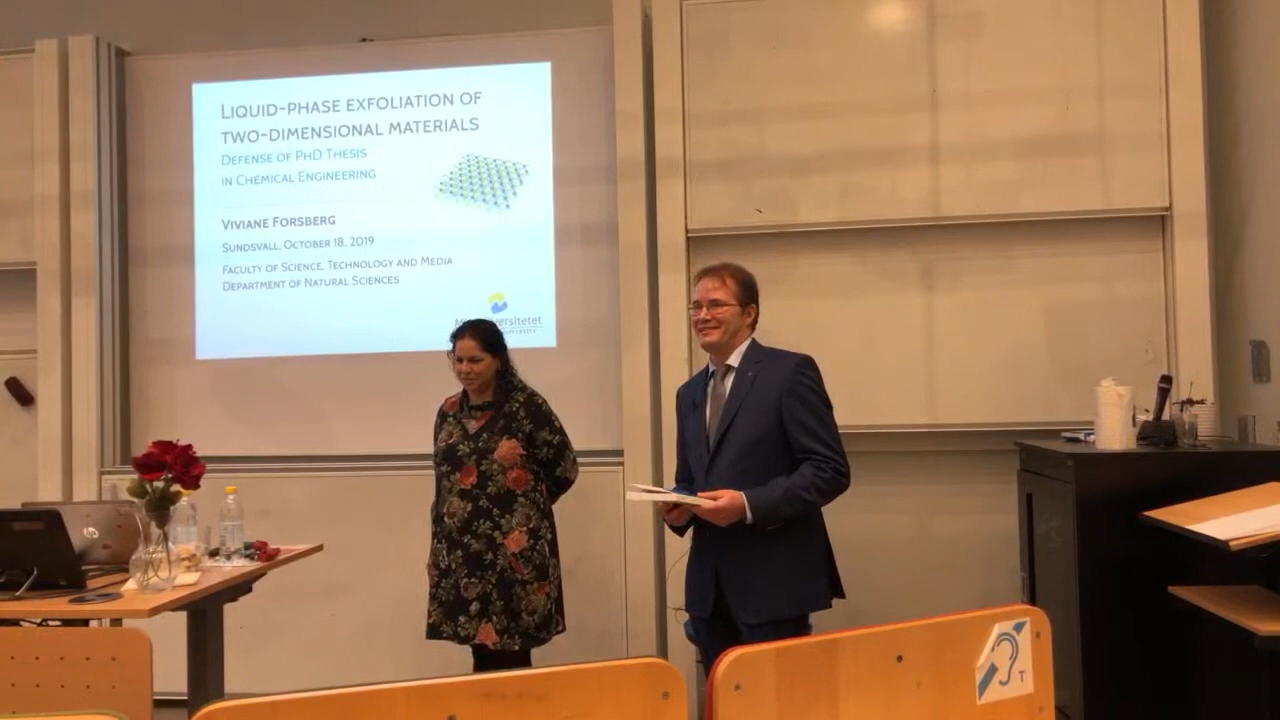 LIQUID-PHASE EXFOLIATION OF
TWO-DIMENSIONAL MATERIALS
DEFENSE OF PHD THESIS
IN CHEMICAL ENGINEERING
VIVIANE FORSBERG
SUNDSVALL, OCTOBER 18, 2019
FACULTY OF SCIENCE, TECHNOLOGY AND MEDIA
DEPARTMENT OF NATURAL SCIENCES
hp
T